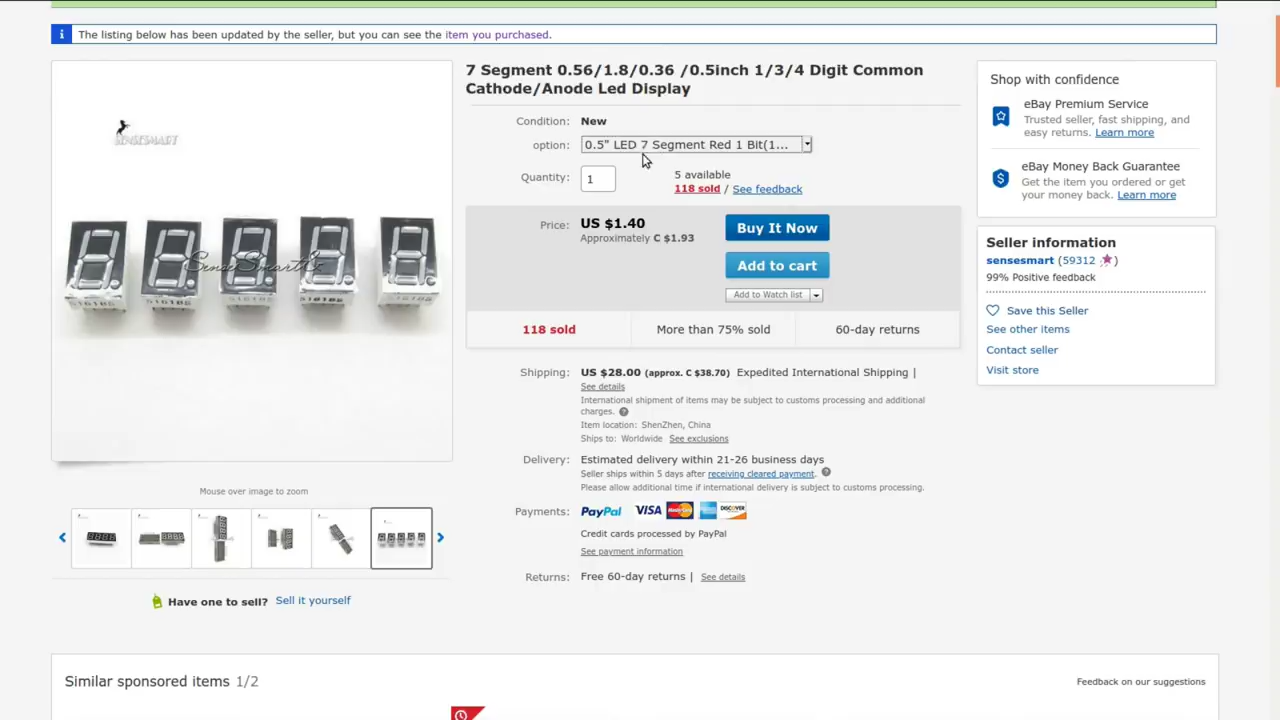 The listing below has been updated by the seller, but you can see the item you purchased.
7 Segment 0.56/1.8/0.36 /0.5inch 1/3/4 Digit Common
Cathode/Anode Led Display
Condition: New
option: 0.5" LED 7 Segment Red 1 Bit(1...
Quantity: 1
5 available
118 sold / See feedback
Price: US $1.40
Approximately C $1.93
Buy It Now
Add to cart
Add to Watch list
118 sold
More than 75% sold
60-day returns
Shipping: US $28.00 (approx. C $38.70) Expedited International Shipping |
See details
International shipment of items may be subject to customs processing and additional
charges.
Item location: ShenZhen, China
Ships to: Worldwide See exclusions
Delivery: Estimated delivery within 21-26 business days
Seller ships within 5 days after receiving cleared payment.
Please allow additional time if international delivery is subject to customs processing.
Payments: PayPal VISA MasterCard DISCOVER
Credit cards processed by PayPal
See payment information
Returns: Free 60-day returns | See details
Shop with confidence
eBay Premium Service
Trusted seller, fast shipping, and
easy returns. Learn more
eBay Money Back Guarantee
Get the item you ordered or get
your money back. Learn more
Seller information
sensesmart (59312 )
99% Positive feedback
Save this Seller
See other items
Contact seller
Visit store
SENSESMART
Mouse over image to zoom
Have one to sell? Sell it yourself
Similar sponsored items 1/2
Feedback on our suggestions